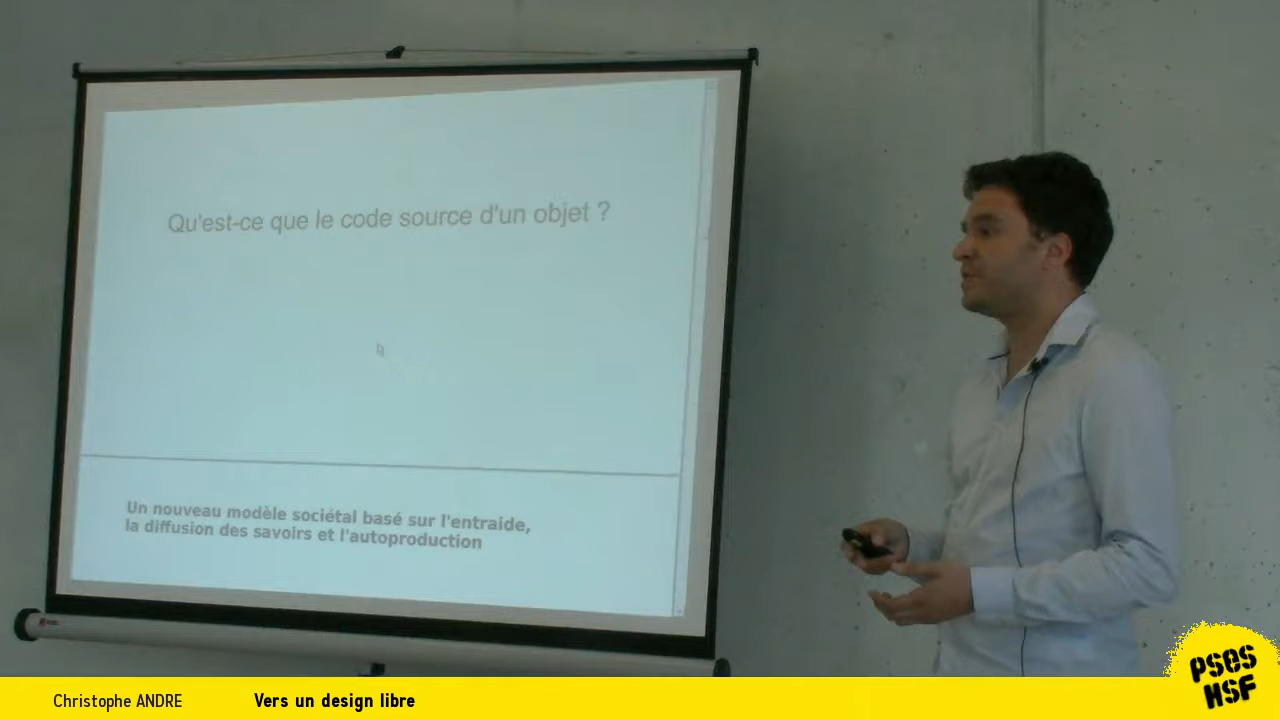 Qu'est-ce que le code source d'un objet ?
Un nouveau modèle sociétal basé sur l'entraide,
la diffusion des savoirs et l'autoproduction
Christophe ANDRE
Vers un design libre
PSES
HSF